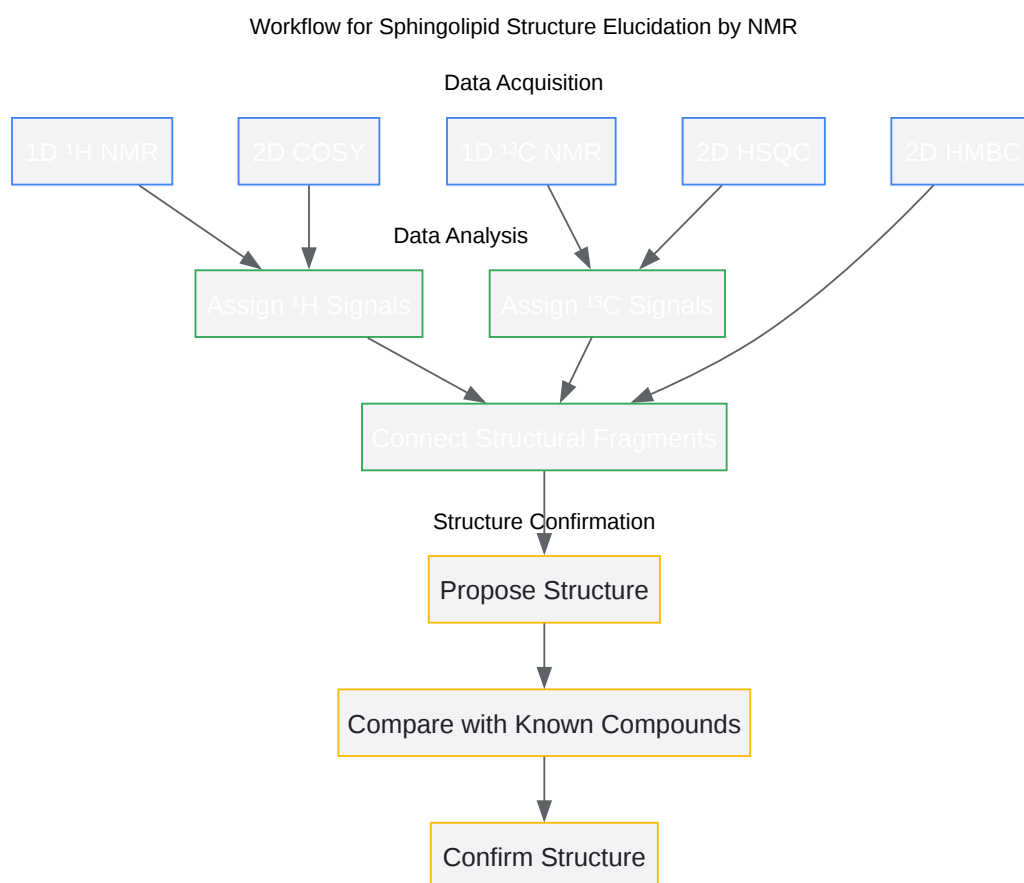 Workflow for Sphingolipid Structure Elucidation by NMR
Data Acquisition
1D ¹H NMR
2D COSY
1D ¹³C NMR
2D HSQC
2D HMBC
Data Analysis
Assign ¹H Signals
Assign ¹³C Signals
Connect Structural Fragments
Structure Confirmation
Propose Structure
Compare with Known Compounds
Confirm Structure